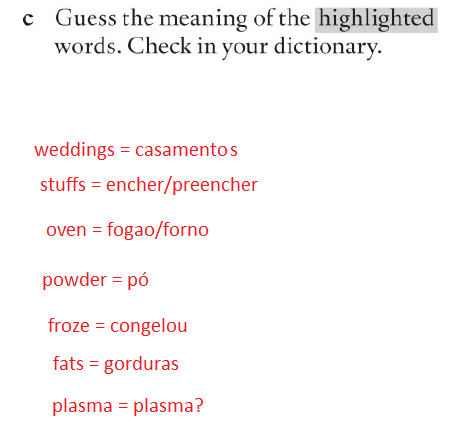 c Guess the meaning of the highlighted
words. Check in your dictionary.
weddings = casamentos
stuffs = encher/preencher
oven = fogao/forno
powder = pó
froze = congelou
fats = gorduras
plasma = plasma?